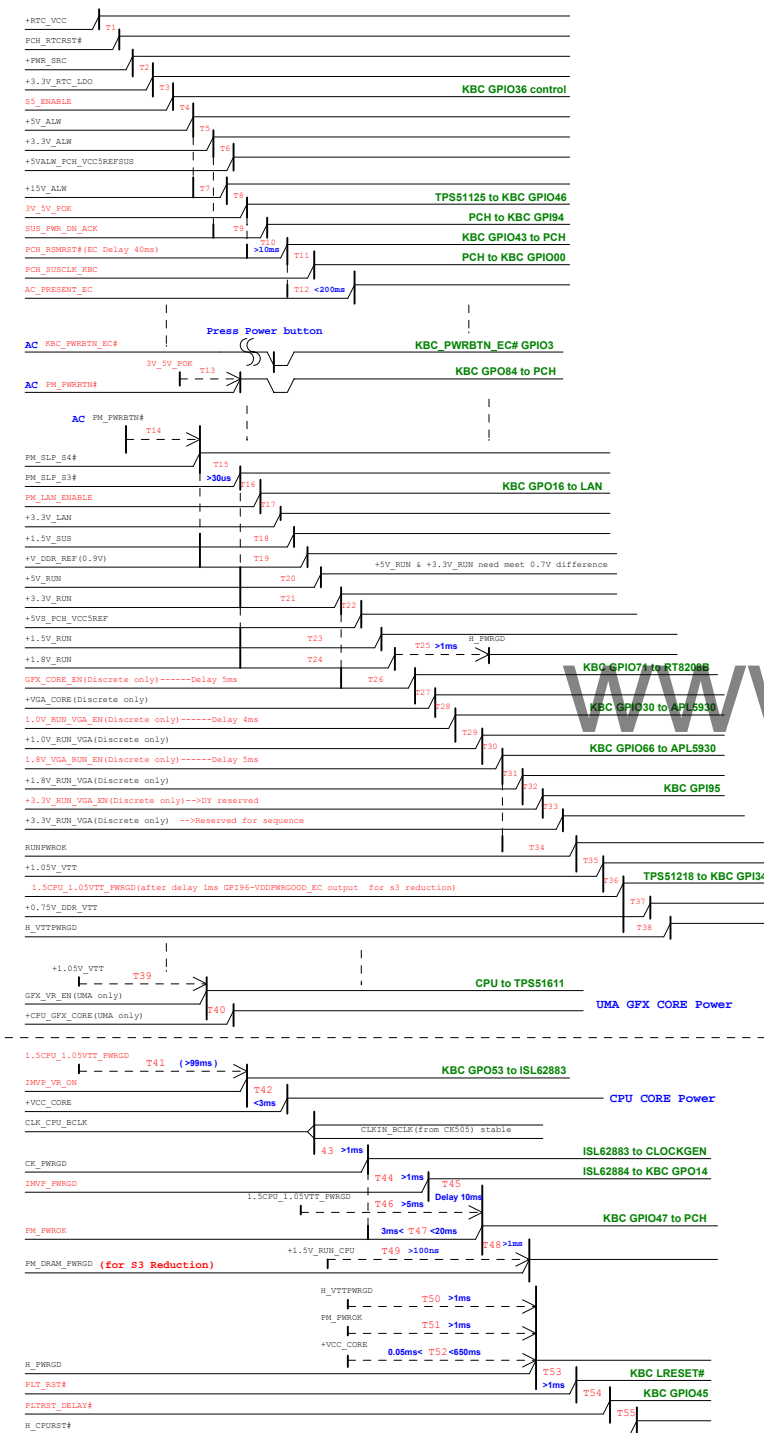 +RTC_VCC
T1
PCH_RTCRST#
+PWR_SRC
T2
+3.3V_RTC_LDO
T3
KBC GPIO36 control
S5_ENABLE
T4
+5V_ALW
T5
+3.3V_ALW
T6
+5VALW_PCH_VCC5REFSUS
+15V_ALW
T7
T8
TPS51125 to KBC GPIO46
3V_5V_POK
PCH to KBC GPI94
SUS_PWR_DN_ACK
T9
KBC GPIO43 to PCH
PCH_RSMRST#(EC Delay 40ms)
T10
>10ms
T11
PCH to KBC GPIO00
PCH_SUSCLK_KBC
AC_PRESENT_EC
T12 <200ms
Press Power button
AC KBC_PWRBTN_EC#
KBC_PWRBTN_EC# GPIO3
3V_5V_POK
T13
KBC GPO84 to PCH
AC PM_PWRBTN#
AC PM_PWRBTN#
T14
PM_SLP_S4#
T15
PM_SLP_S3#
>30us
T16
KBC GPO16 to LAN
PM_LAN_ENABLE
T17
+3.3V_LAN
+1.5V_SUS
T18
+V_DDR_REF(0.9V)
T19
+5V_RUN & +3.3V_RUN need meet 0.7V difference
+5V_RUN
T20
+3.3V_RUN
T21
T22
+5VS_PCH_VCC5REF
+1.5V_RUN
T23
T25 >1ms
H_PWRGD
+1.8V_RUN
T24
KBC GPIO71 to RT8208B
GFX_CORE_EN(Discrete only)------Delay 5ms
T26
+VGA_CORE(Discrete only)
T27
T28
KBC GPIO30 to APL5930
1.0V_RUN_VGA_EN(Discrete only)------Delay 4ms
+1.0V_RUN_VGA(Discrete only)
T29
T30
KBC GPIO66 to APL5930
1.8V_VGA_RUN_EN(Discrete only)------Delay 5ms
+1.8V_RUN_VGA(Discrete only)
T31
T32
KBC GPI95
+3.3V_RUN_VGA_EN(Discrete only)-->DY reserved
T33
+3.3V_RUN_VGA(Discrete only) -->Reserved for sequence
RUNPWROK
T34
+1.05V_VTT
T35
TPS51218 to KBC GPI34
1.5CPU_1.05VTT_PWRGD(after delay 1ms GPI96-VDDPWRGOOD_EC output for s3 reduction)
T36
+0.75V_DDR_VTT
T37
H_VTTPWRGD
T38
WWW
+1.05V_VTT
T39
CPU to TPS51611
GFX_VR_EN(UMA only)
UMA GFX CORE Power
+CPU_GFX_CORE(UMA only)
T40
1.5CPU_1.05VTT_PWRGD
T41 (>99ms)
KBC GPO53 to ISL62883
IMVP_VR_ON
T42
+VCC_CORE
<3ms
CPU CORE Power
CLK_CPU_BCLK
CLKIN_BCLK(from CK505) stable
43 >1ms
ISL62883 to CLOCKGEN
CK_PWRGD
T44 >1ms
T45
ISL62884 to KBC GPO14
IMVP_PWRGD
1.5CPU_1.05VTT_PWRGD
Delay 10ms
T46 >5ms
KBC GPIO47 to PCH
PM_PWROK
3ms< T47 <20ms
+1.5V_RUN_CPU
T49 >100ns
T48 >1ms
PM_DRAM_PWRGD (for S3 Reduction)
H_VTTPWRGD
T50 >1ms
PM_PWROK
T51 >1ms
+VCC_CORE
0.05ms< T52 <650ms
H_PWRGD
T53
KBC LRESET#
PLT_RST#
>1ms
T54
KBC GPIO45
PLTRST_DELAY#
T55
H_CPURST#